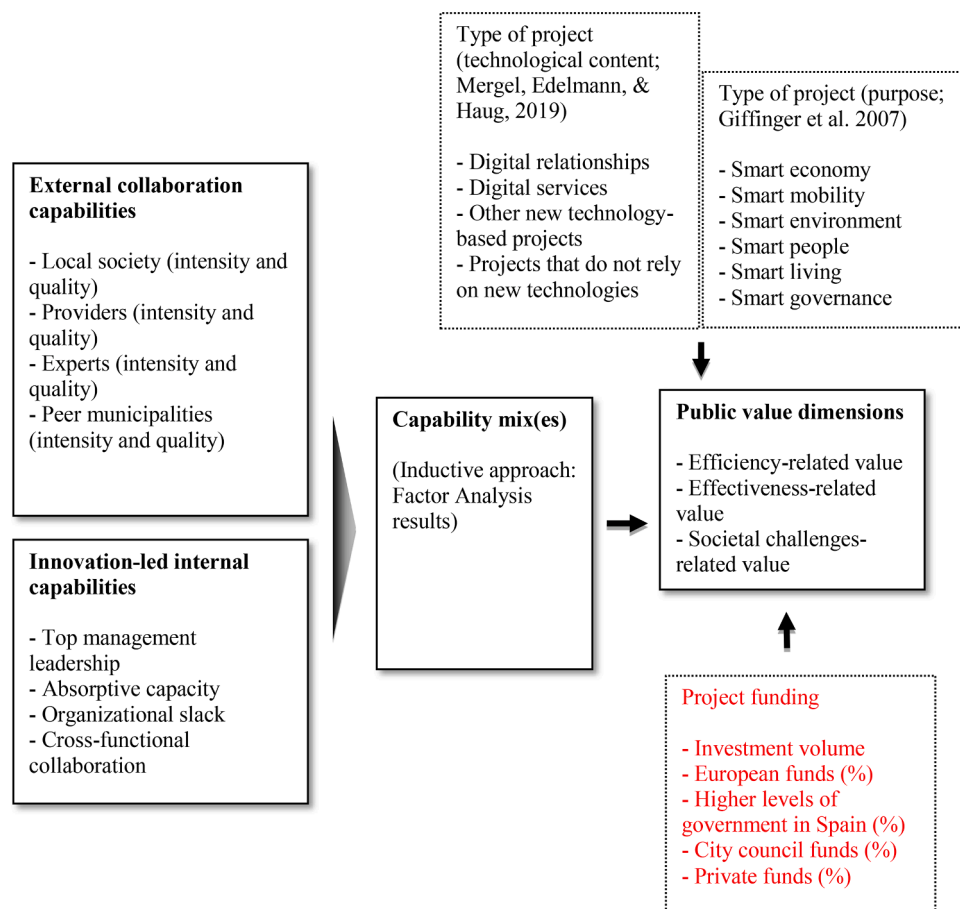 Type of project
(technological content;
Mergel, Edelmann, &
Haug, 2019)
- Digital relationships
- Digital services
- Other new technology-
based projects
- Projects that do not rely
on new technologies
Type of project (purpose;
Giffinger et al. 2007)
- Smart economy
- Smart mobility
- Smart environment
- Smart people
- Smart living
- Smart governance
External collaboration
capabilities
- Local society (intensity and
quality)
- Providers (intensity and
quality)
- Experts (intensity and
quality)
- Peer municipalities
(intensity and quality)
Innovation-led internal
capabilities
- Top management
leadership
- Absorptive capacity
- Organizational slack
- Cross-functional
collaboration
Capability mix(es)
(Inductive approach:
Factor Analysis
results)
Public value dimensions
- Efficiency-related value
- Effectiveness-related
value
- Societal challenges-
related value
Project funding
- Investment volume
- European funds (%)
- Higher levels of
government in Spain (%)
- City council funds (%)
- Private funds (%)